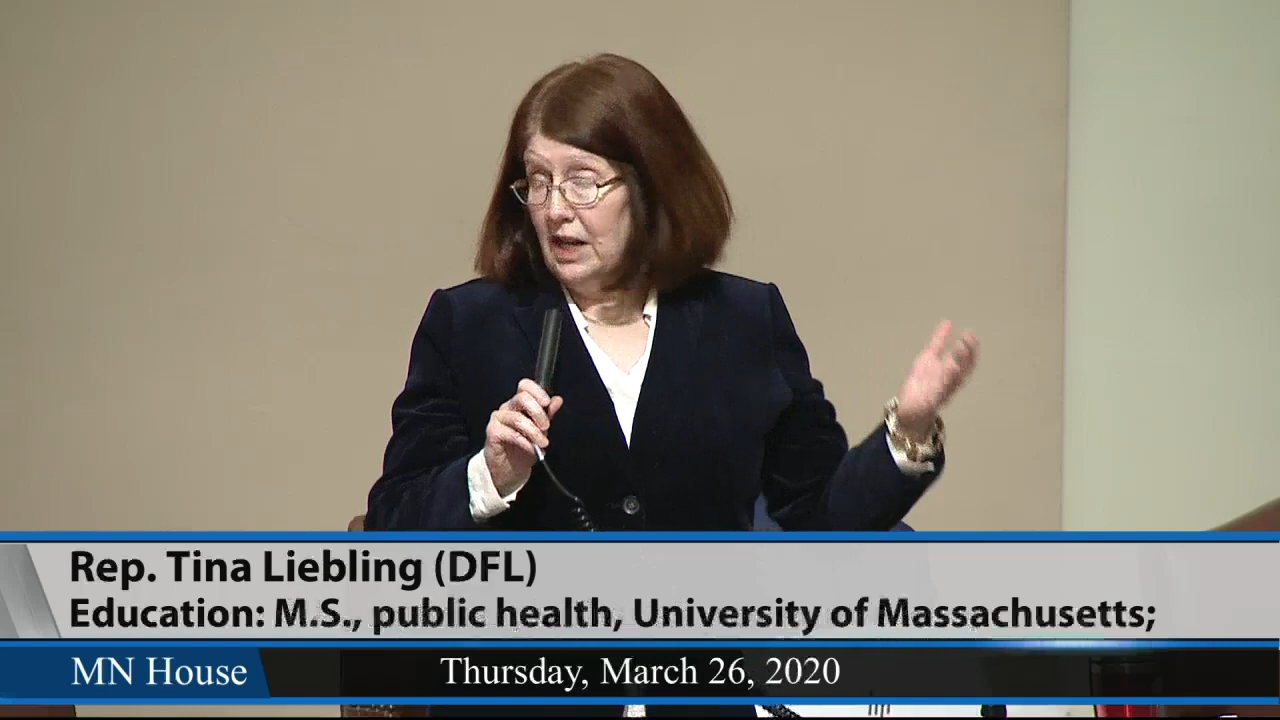 Rep. Tina Liebling (DFL)
Education: M.S., public health, University of Massachusetts;
MN House
Thursday, March 26, 2020